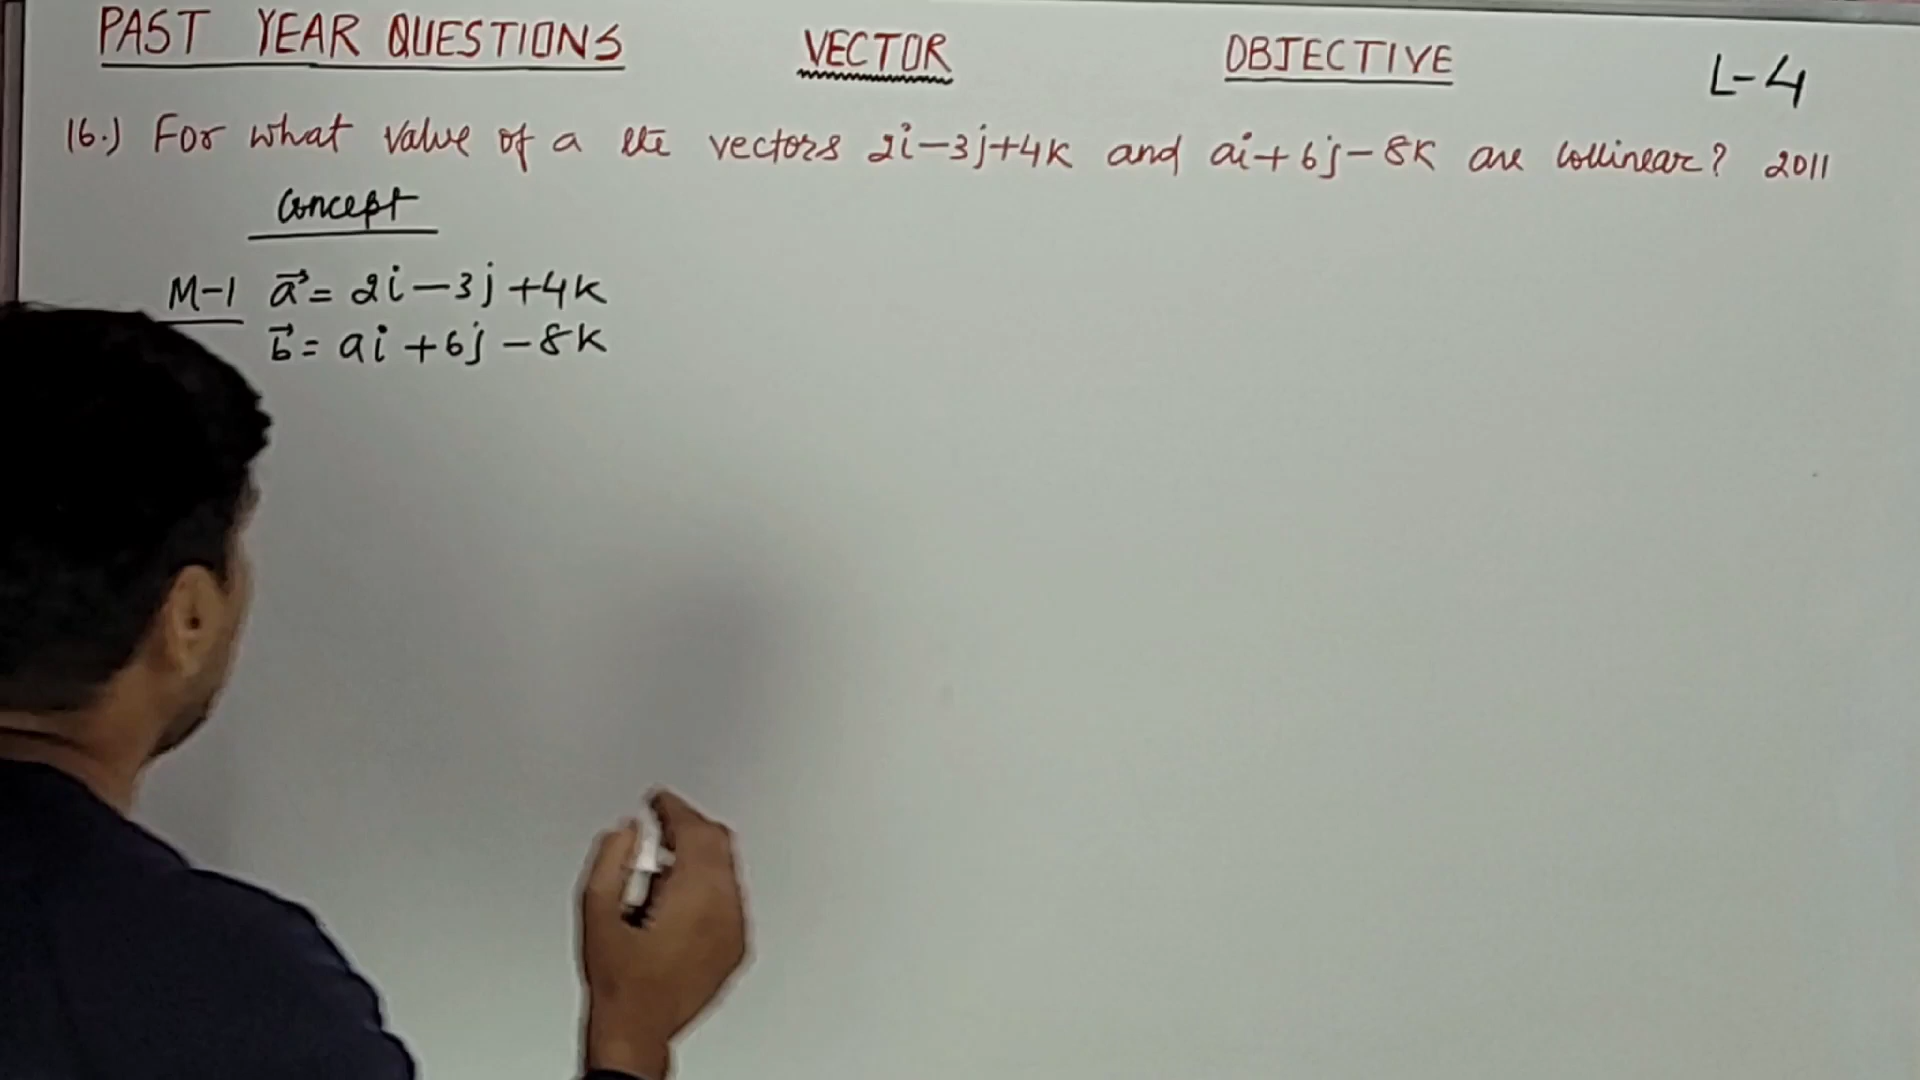 PAST YEAR QUESTIONS VECTOR OBJECTIVE L-4
16.) For what value of a the vectors 2i-3j+4k and ai+6j-8k are collinear? 2011
Concept
M-1 a⃗ = 2i-3j+4k
b⃗ = ai+6j-8k